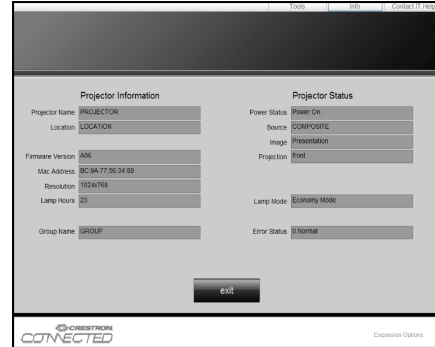 Tools Info Contact IT Help
Projector Information
Projector Name PROJECTOR
Location LOCATION
Firmware Version A06
Mac Address BC:9A:77:56:34:88
Resolution 1024x768
Lamp Hours 23
Group Name GROUP
Projector Status
Power Status Power On.
Source COMPOSITE
Image Presentation
Projection front
Lamp Mode Economy Mode
Error Status 0:Normal
exit
CRESTRON
CONNECTED
Expansion Options